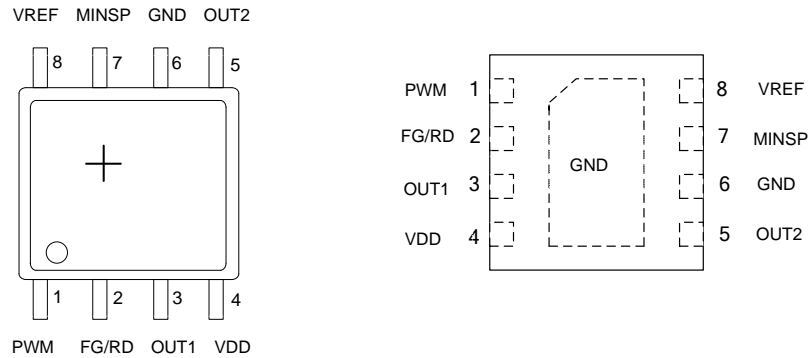 VREF MINSP GND OUT2
8 7 6 5
1 2 3 4
PWM FG/RD OUT1 VDD
PWM 1 8 VREF
FG/RD 2 7 MINSP
GND
OUT1 3 6 GND
VDD 4 5 OUT2